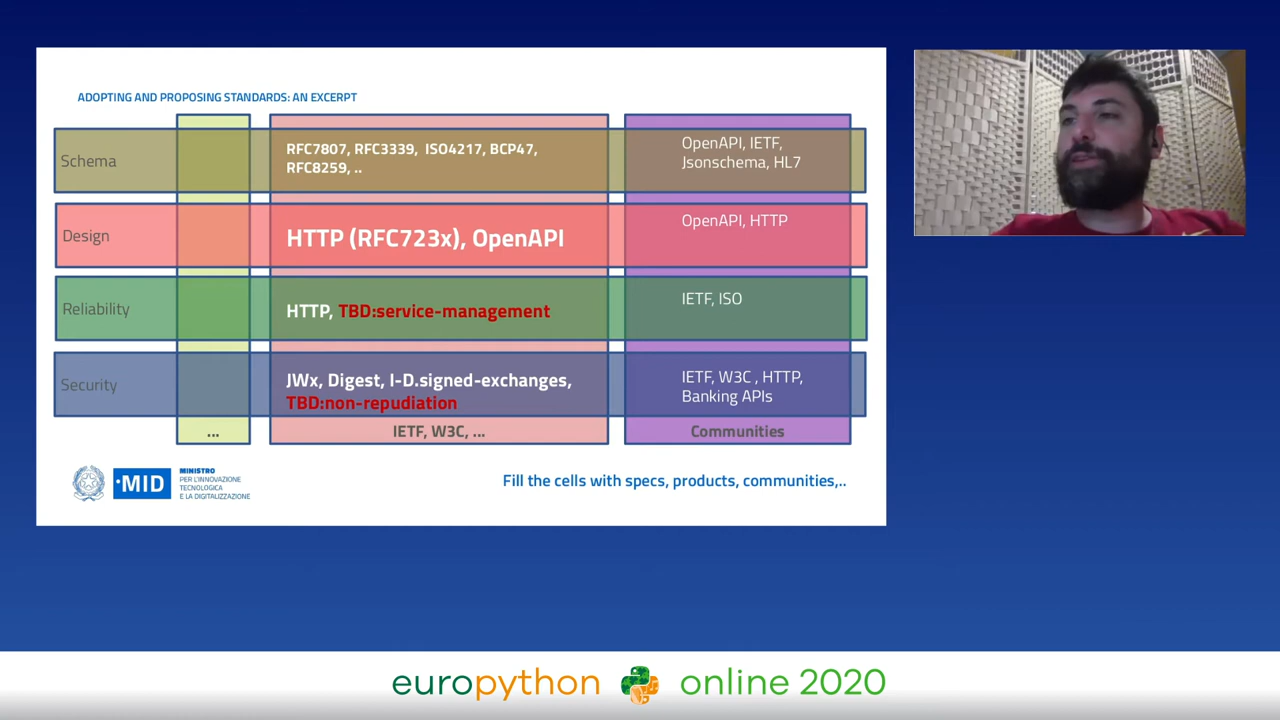 ADOPTING AND PROPOSING STANDARDS: AN EXCERPT
Schema
RFC7807, RFC3339, ISO4217, BCP47,
RFC8259, ..
OpenAPI, IETF,
Jsonschema, HL7
Design
HTTP (RFC723x), OpenAPI
OpenAPI, HTTP
Reliability
HTTP, TBD:service-management
IETF, ISO
Security
JWx, Digest, I-D.signed-exchanges,
TBD:non-repudiation
IETF, W3C , HTTP,
Banking APIs
...
IETF, W3C, ...
Communities
MID
MINISTRO
PER L'INNOVAZIONE
TECNOLOGICA
E LA DIGITALIZZAZIONE
Fill the cells with specs, products, communities,..
europython online 2020